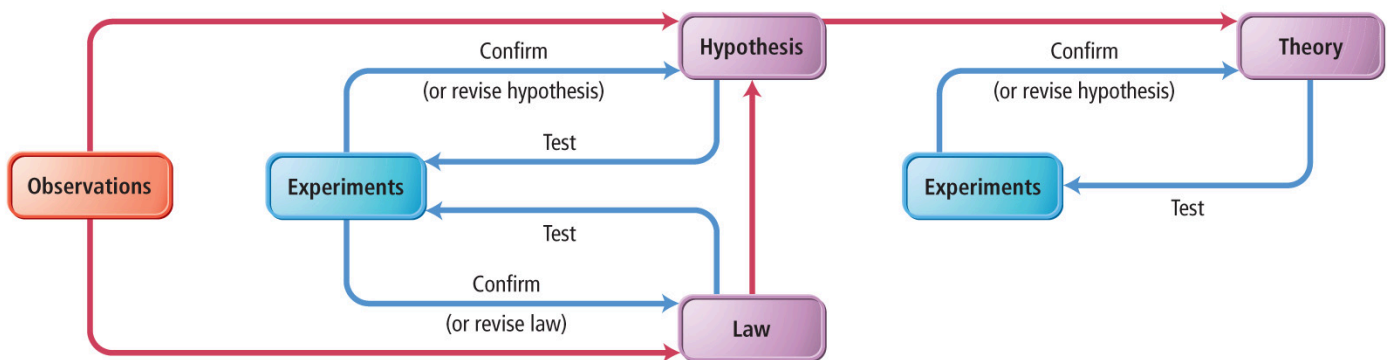 Hypothesis
Theory
Confirm
(or revise hypothesis)
Confirm
(or revise hypothesis)
Test
Observations
Experiments
Experiments
Test
Test
Confirm
(or revise law)
Law